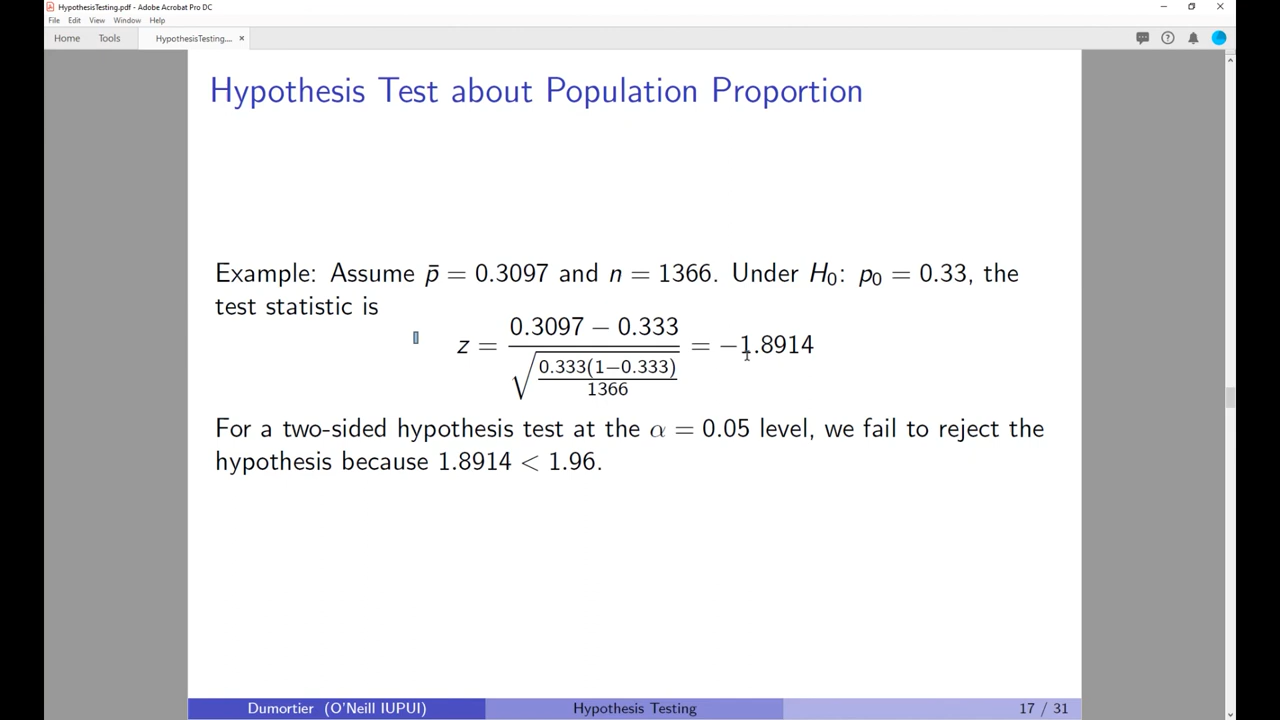 HypothesisTesting.pdf - Adobe Acrobat Pro DC
File Edit View Window Help
Home Tools HypothesisTesting.... ×
Hypothesis Test about Population Proportion
Example: Assume p̄ = 0.3097 and n = 1366. Under H₀: p₀ = 0.33, the
test statistic is
z = (0.3097 − 0.333) / √(0.333(1−0.333) / 1366) = −1.8914
For a two-sided hypothesis test at the α = 0.05 level, we fail to reject the
hypothesis because 1.8914 < 1.96.
Dumortier (O'Neill IUPUI) Hypothesis Testing 17 / 31